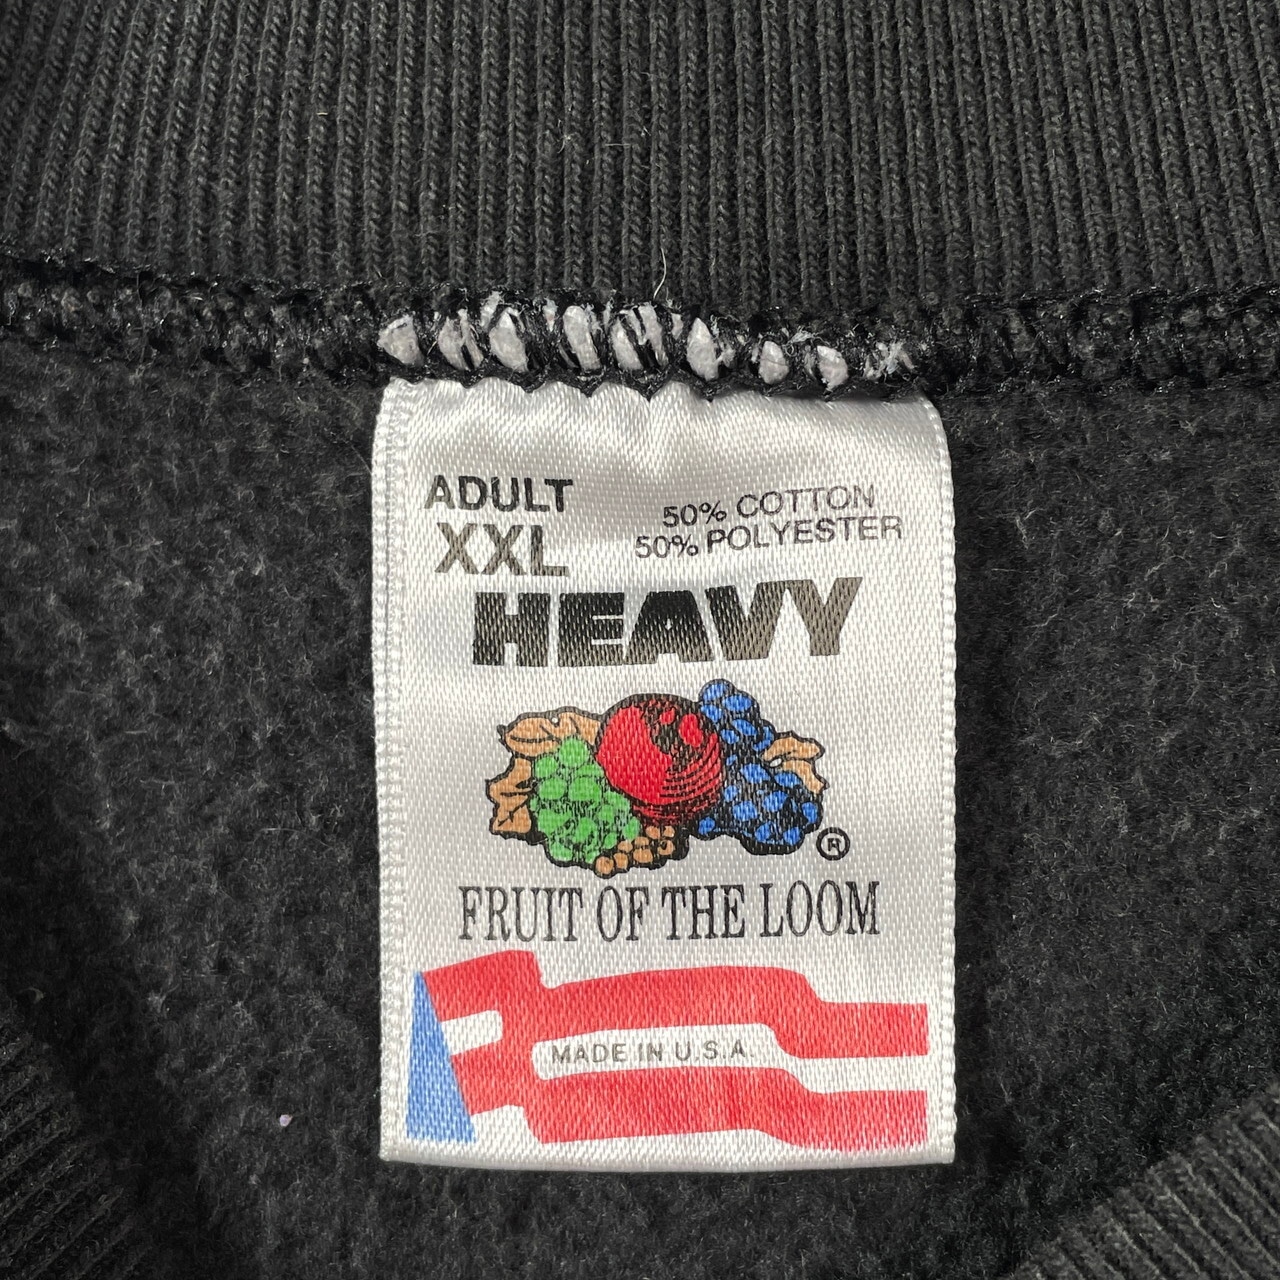 ADULT
XXL
50% COTTON
50% POLYESTER
HEAVY
®
FRUIT OF THE LOOM
MADE IN U.S.A.